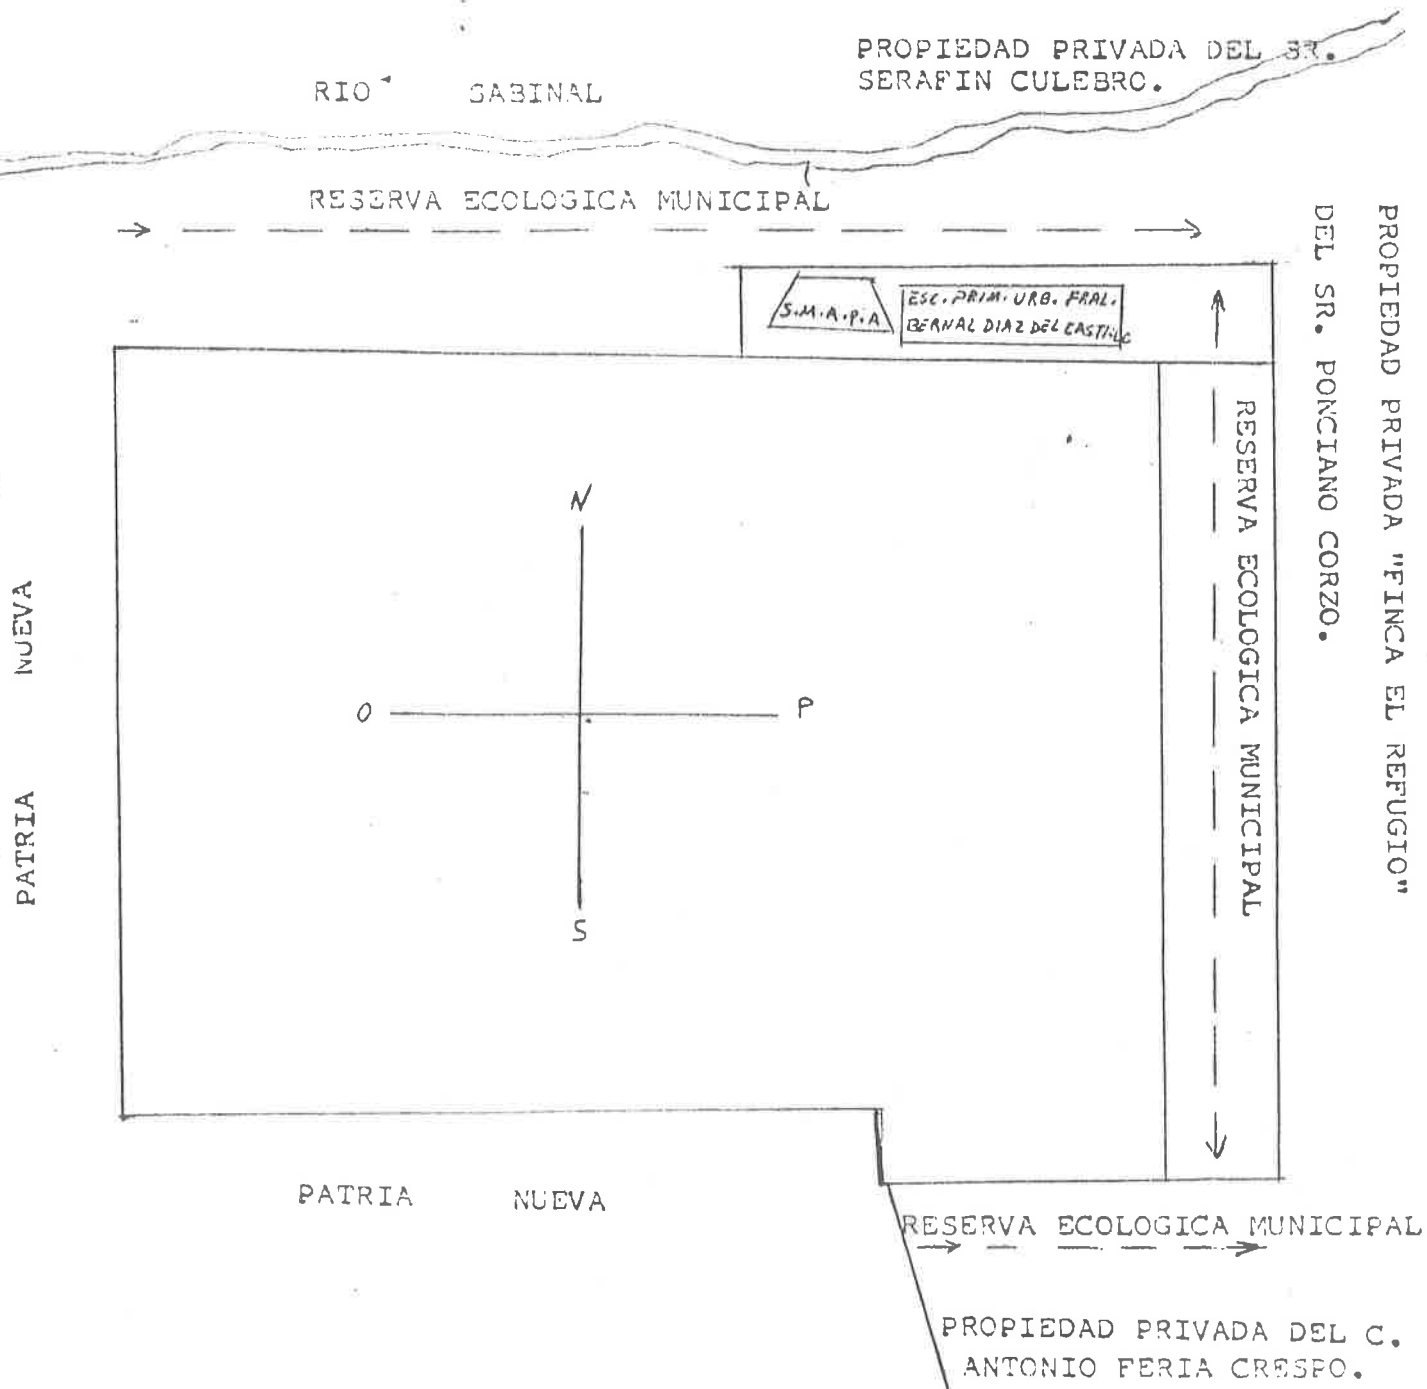 PROPIEDAD PRIVADA DEL SR.
SERAFIN CULEBRO.
RIO SABINAL
RESERVA ECOLOGICA MUNICIPAL
S.M.A.P.A
ESC. PRIM. URB. FRAL.
BERNAL DIAZ DEL CASTILLO
PROPIEDAD PRIVADA "FINCA EL REFUGIO"
DEL SR. PONCIANO CORZO.
RESERVA ECOLOGICA MUNICIPAL
N
O
P
S
PATRIA NUEVA
PATRIA NUEVA
RESERVA ECOLOGICA MUNICIPAL
PROPIEDAD PRIVADA DEL C.
ANTONIO FERIA CRESPO.